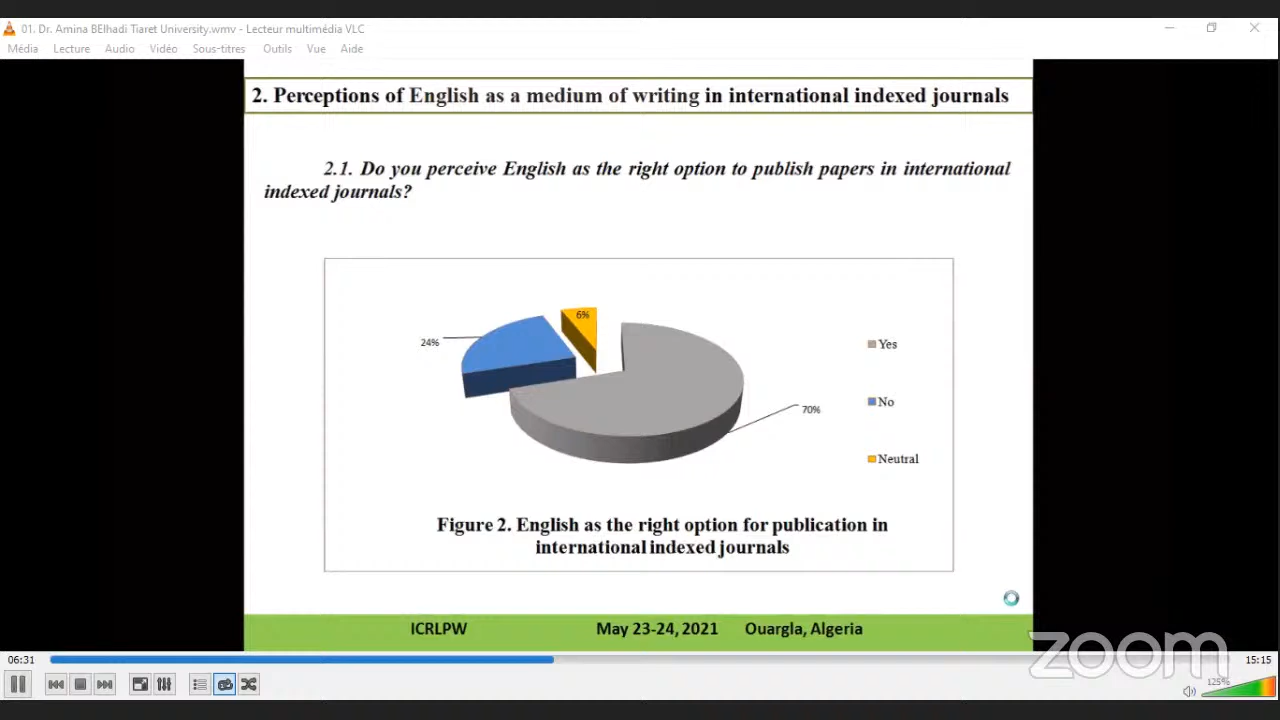 01. Dr. Amina BElhadi Tiaret University.wmv - Lecteur multimédia VLC
Média Lecture Audio Vidéo Sous-titres Outils Vue Aide
2. Perceptions of English as a medium of writing in international indexed journals
2.1. Do you perceive English as the right option to publish papers in international
indexed journals?
6%
24%
Yes
No
70%
Neutral
Figure 2. English as the right option for publication in
international indexed journals
ICRLPW May 23-24, 2021 Ouargla, Algeria
zoom
06:31 15:15
125%